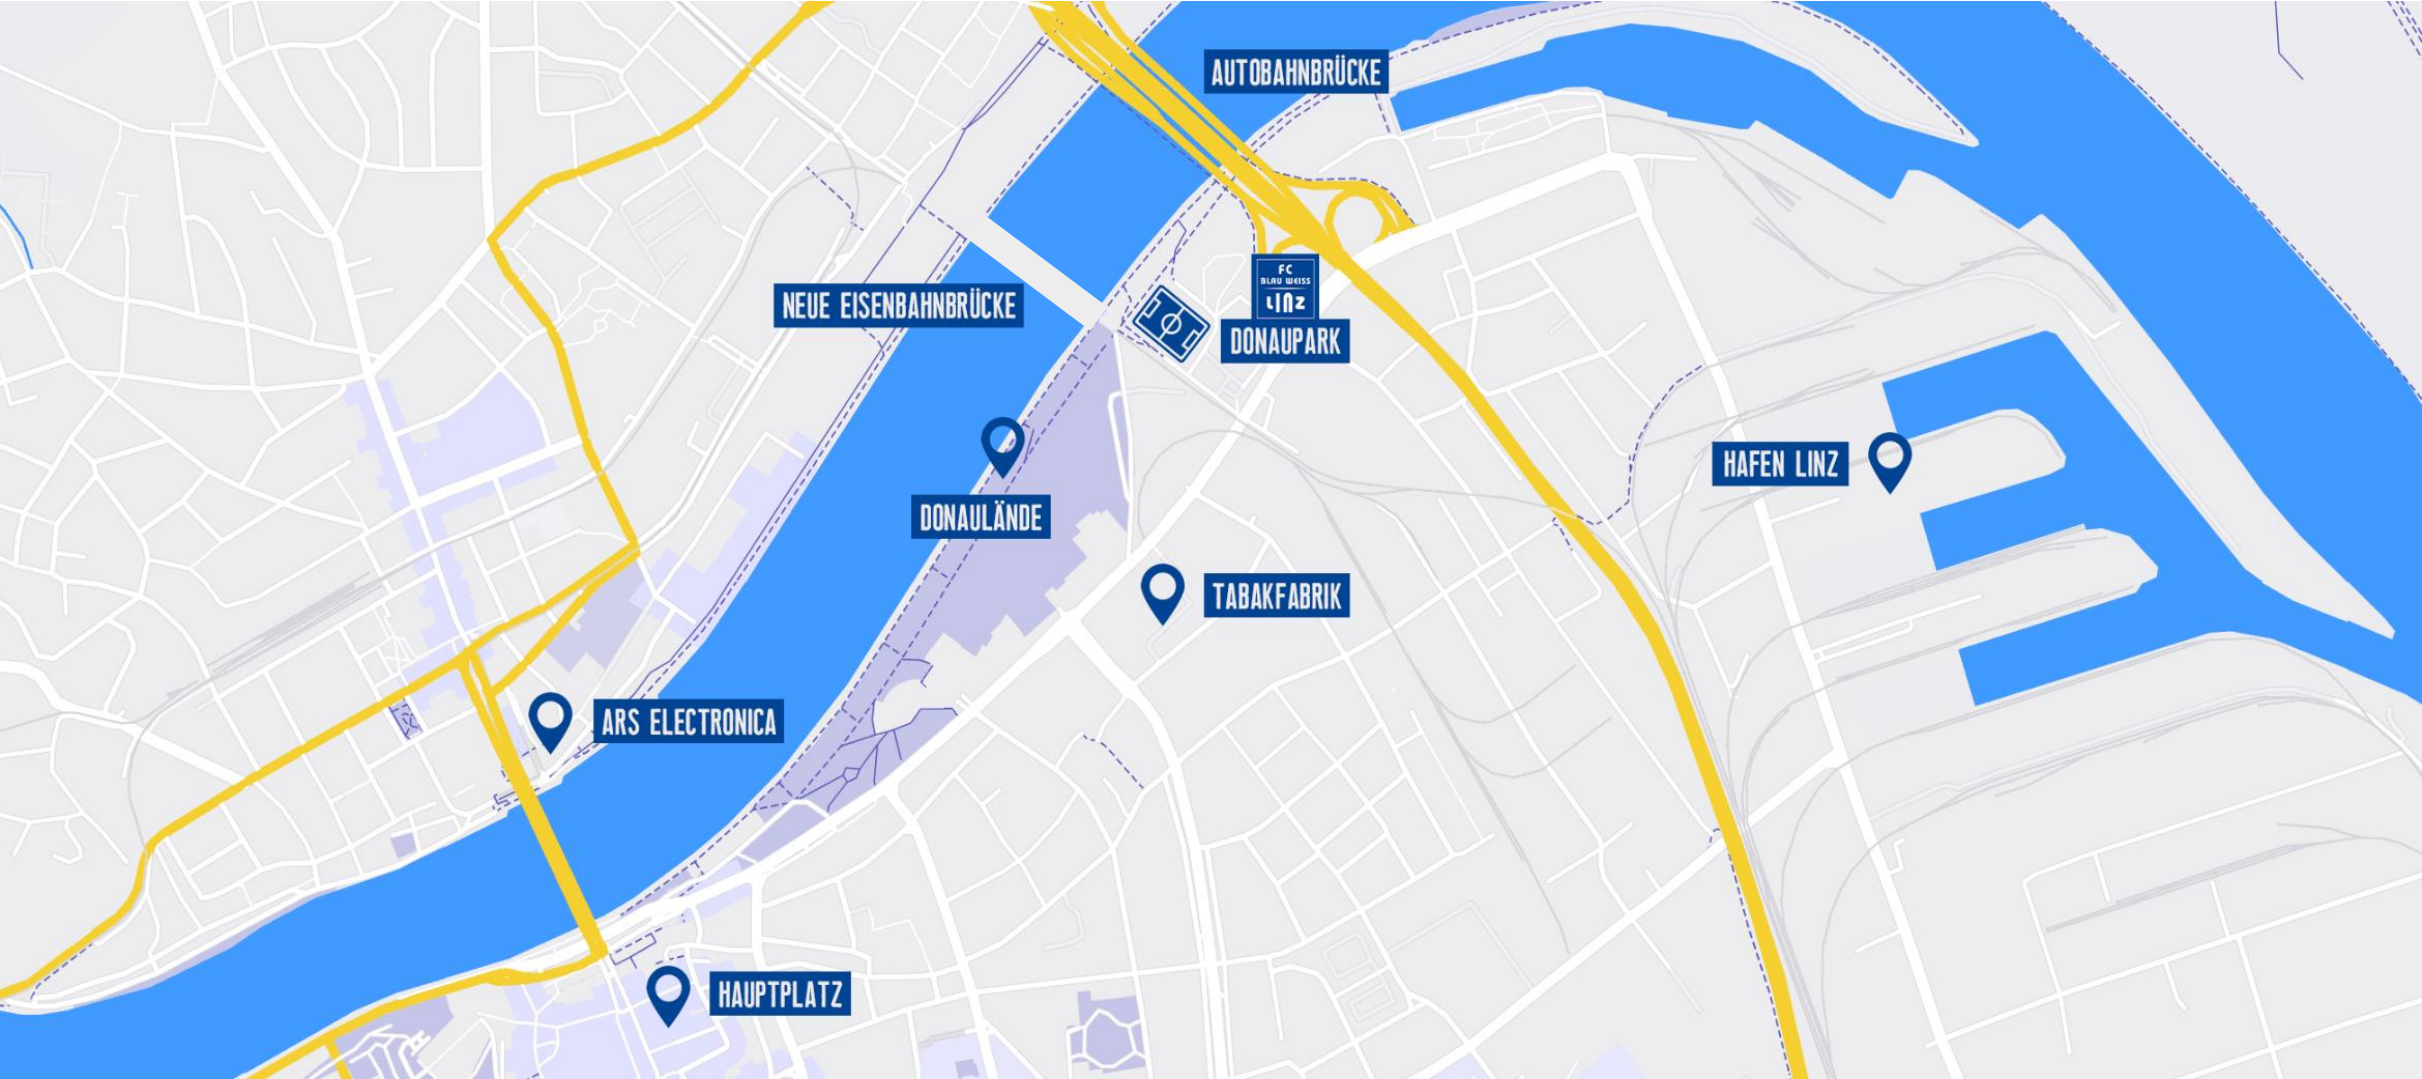 AUTOBAHNBRÜCKE
FC
BLAU WEISS
LINZ
DONAUPARK
NEUE EISENBAHNBRÜCKE
HAFEN LINZ
DONAULÄNDE
TABAKFABRIK
ARS ELECTRONICA
HAUPTPLATZ